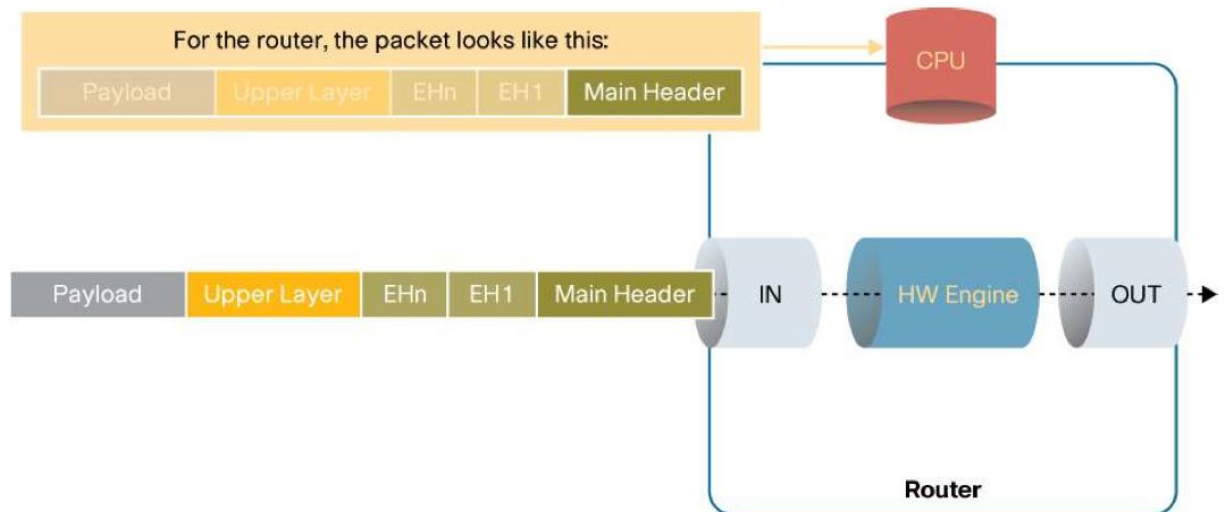 For the router, the packet looks like this:
Payload Upper Layer EHn EH1 Main Header
CPU
Payload Upper Layer EHn EH1 Main Header IN HW Engine OUT
Router